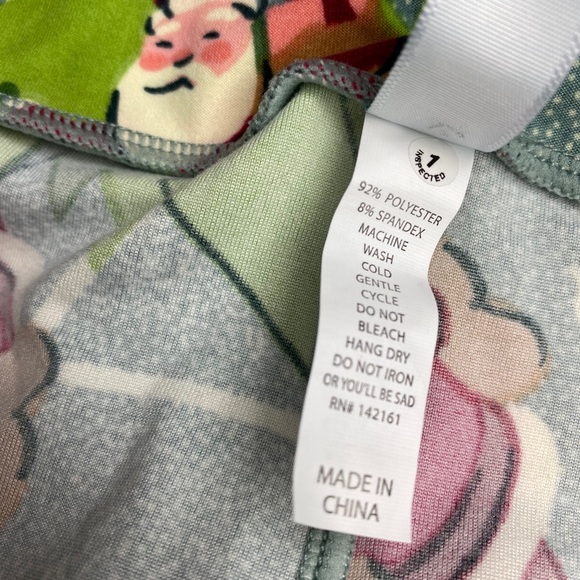 1
INSPECTED
92% POLYESTER
8% SPANDEX
MACHINE
WASH
COLD
GENTLE
CYCLE
DO NOT
BLEACH
HANG DRY
DO NOT IRON
OR YOU'LL BE SAD
RN# 142161
MADE IN
CHINA